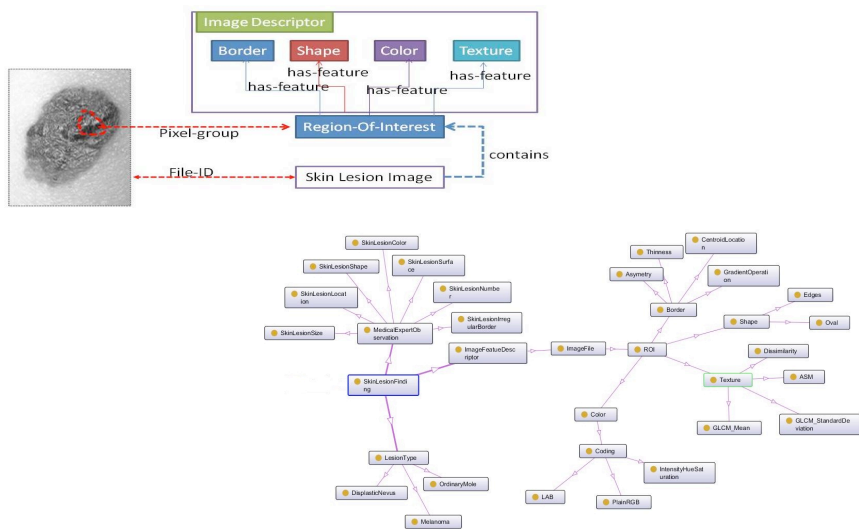 Image Descriptor
Border
Shape
Color
Texture
has-feature
has-feature
has-feature
has-feature
Pixel-group
Region-Of-Interest
contains
File-ID
Skin Lesion Image
SkinLesionColor
SkinLesionShape
SkinLesionSurfa
ce
SkinLesionLocat
ion
SkinLesionNumbe
r
SkinLesionSize
MedicalExpertOb
servation
SkinLesionIrreg
ularBorder
ImageFeatueDesc
riptor
ImageFile
ROI
SkinLesionFindi
ng
CentroidLocatio
n
Thinness
Asymetry
GradientOperati
on
Border
Edges
Shape
Oval
Dissimilarity
Texture
ASM
GLCM_Mean
GLCM_StandardDe
viation
Color
Coding
IntensityHueSat
uration
LAB
PlainRGB
LesionType
DisplasticNevus
OrdinaryMole
Melanoma